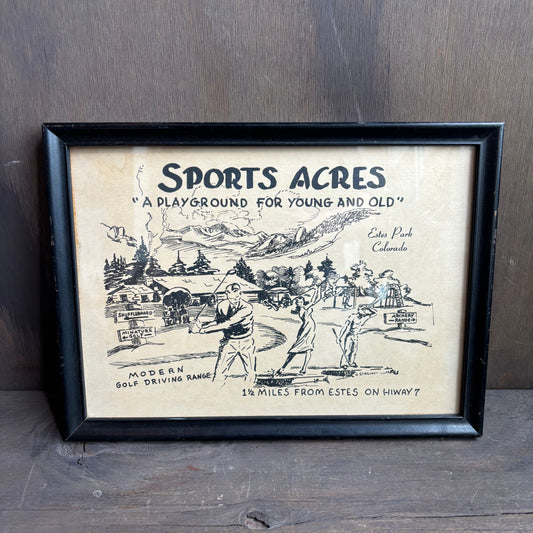 SPORTS ACRES
"A PLAYGROUND FOR YOUNG AND OLD"
Estes Park
Colorado
SHUFFLEBOARD
MINIATURE
GOLF
ARCHERY
RANGE
MODERN
GOLF DRIVING RANGE
1½ MILES FROM ESTES ON HIWAY 7